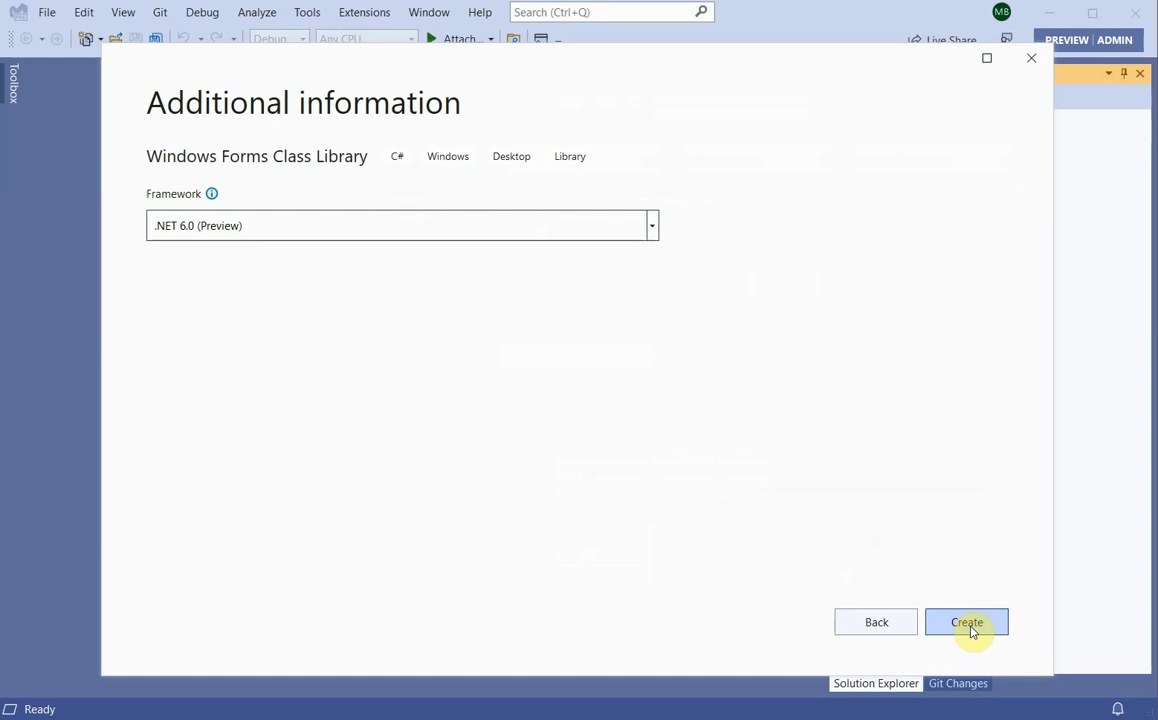 File Edit View Git Debug Analyze Tools Extensions Window Help Search (Ctrl+Q) MB
Debug Any CPU Attach... Live Share PREVIEW ADMIN
Toolbox
Additional information
Windows Forms Class Library C# Windows Desktop Library
Framework
.NET 6.0 (Preview)
Back Create
Solution Explorer Git Changes
Ready